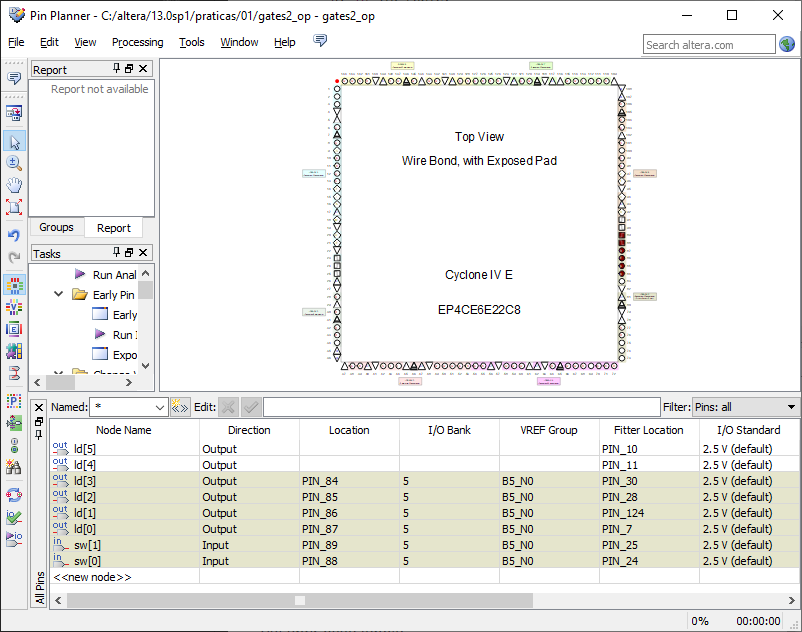 Pin Planner - C:/altera/13.0sp1/praticas/01/gates2_op - gates2_op
File Edit View Processing Tools Window Help
Search altera.com
Report
Report not available
Groups Report
Tasks
Run Anal
Early Pin
Early
Run I
Expo
Top View
Wire Bond, with Exposed Pad
Cyclone IV E
EP4CE6E22C8
Named: * Edit: Filter: Pins: all
Node Name Direction Location I/O Bank VREF Group Fitter Location I/O Standard
out ld[5] Output PIN_10 2.5 V (default)
out ld[4] Output PIN_11 2.5 V (default)
out ld[3] Output PIN_84 5 B5_N0 PIN_30 2.5 V (default)
out ld[2] Output PIN_85 5 B5_N0 PIN_28 2.5 V (default)
out ld[1] Output PIN_86 5 B5_N0 PIN_124 2.5 V (default)
out ld[0] Output PIN_87 5 B5_N0 PIN_7 2.5 V (default)
in sw[1] Input PIN_89 5 B5_N0 PIN_25 2.5 V (default)
in sw[0] Input PIN_88 5 B5_N0 PIN_24 2.5 V (default)
<<new node>>
All Pins
0% 00:00:00